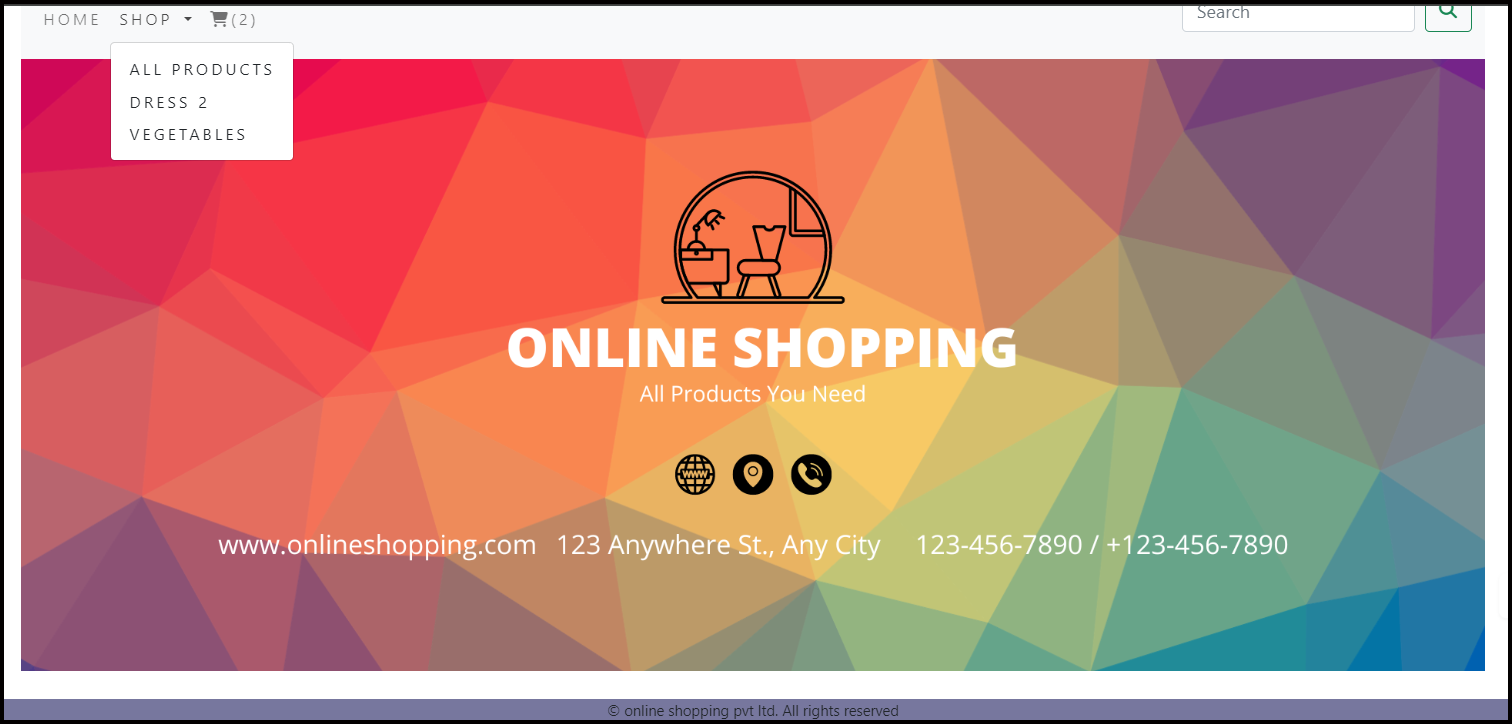 HOME SHOP (2) Search
ALL PRODUCTS
DRESS 2
VEGETABLES
ONLINE SHOPPING
All Products You Need
www
www.onlineshopping.com 123 Anywhere St., Any City 123-456-7890 / +123-456-7890
© online shopping pvt ltd. All rights reserved